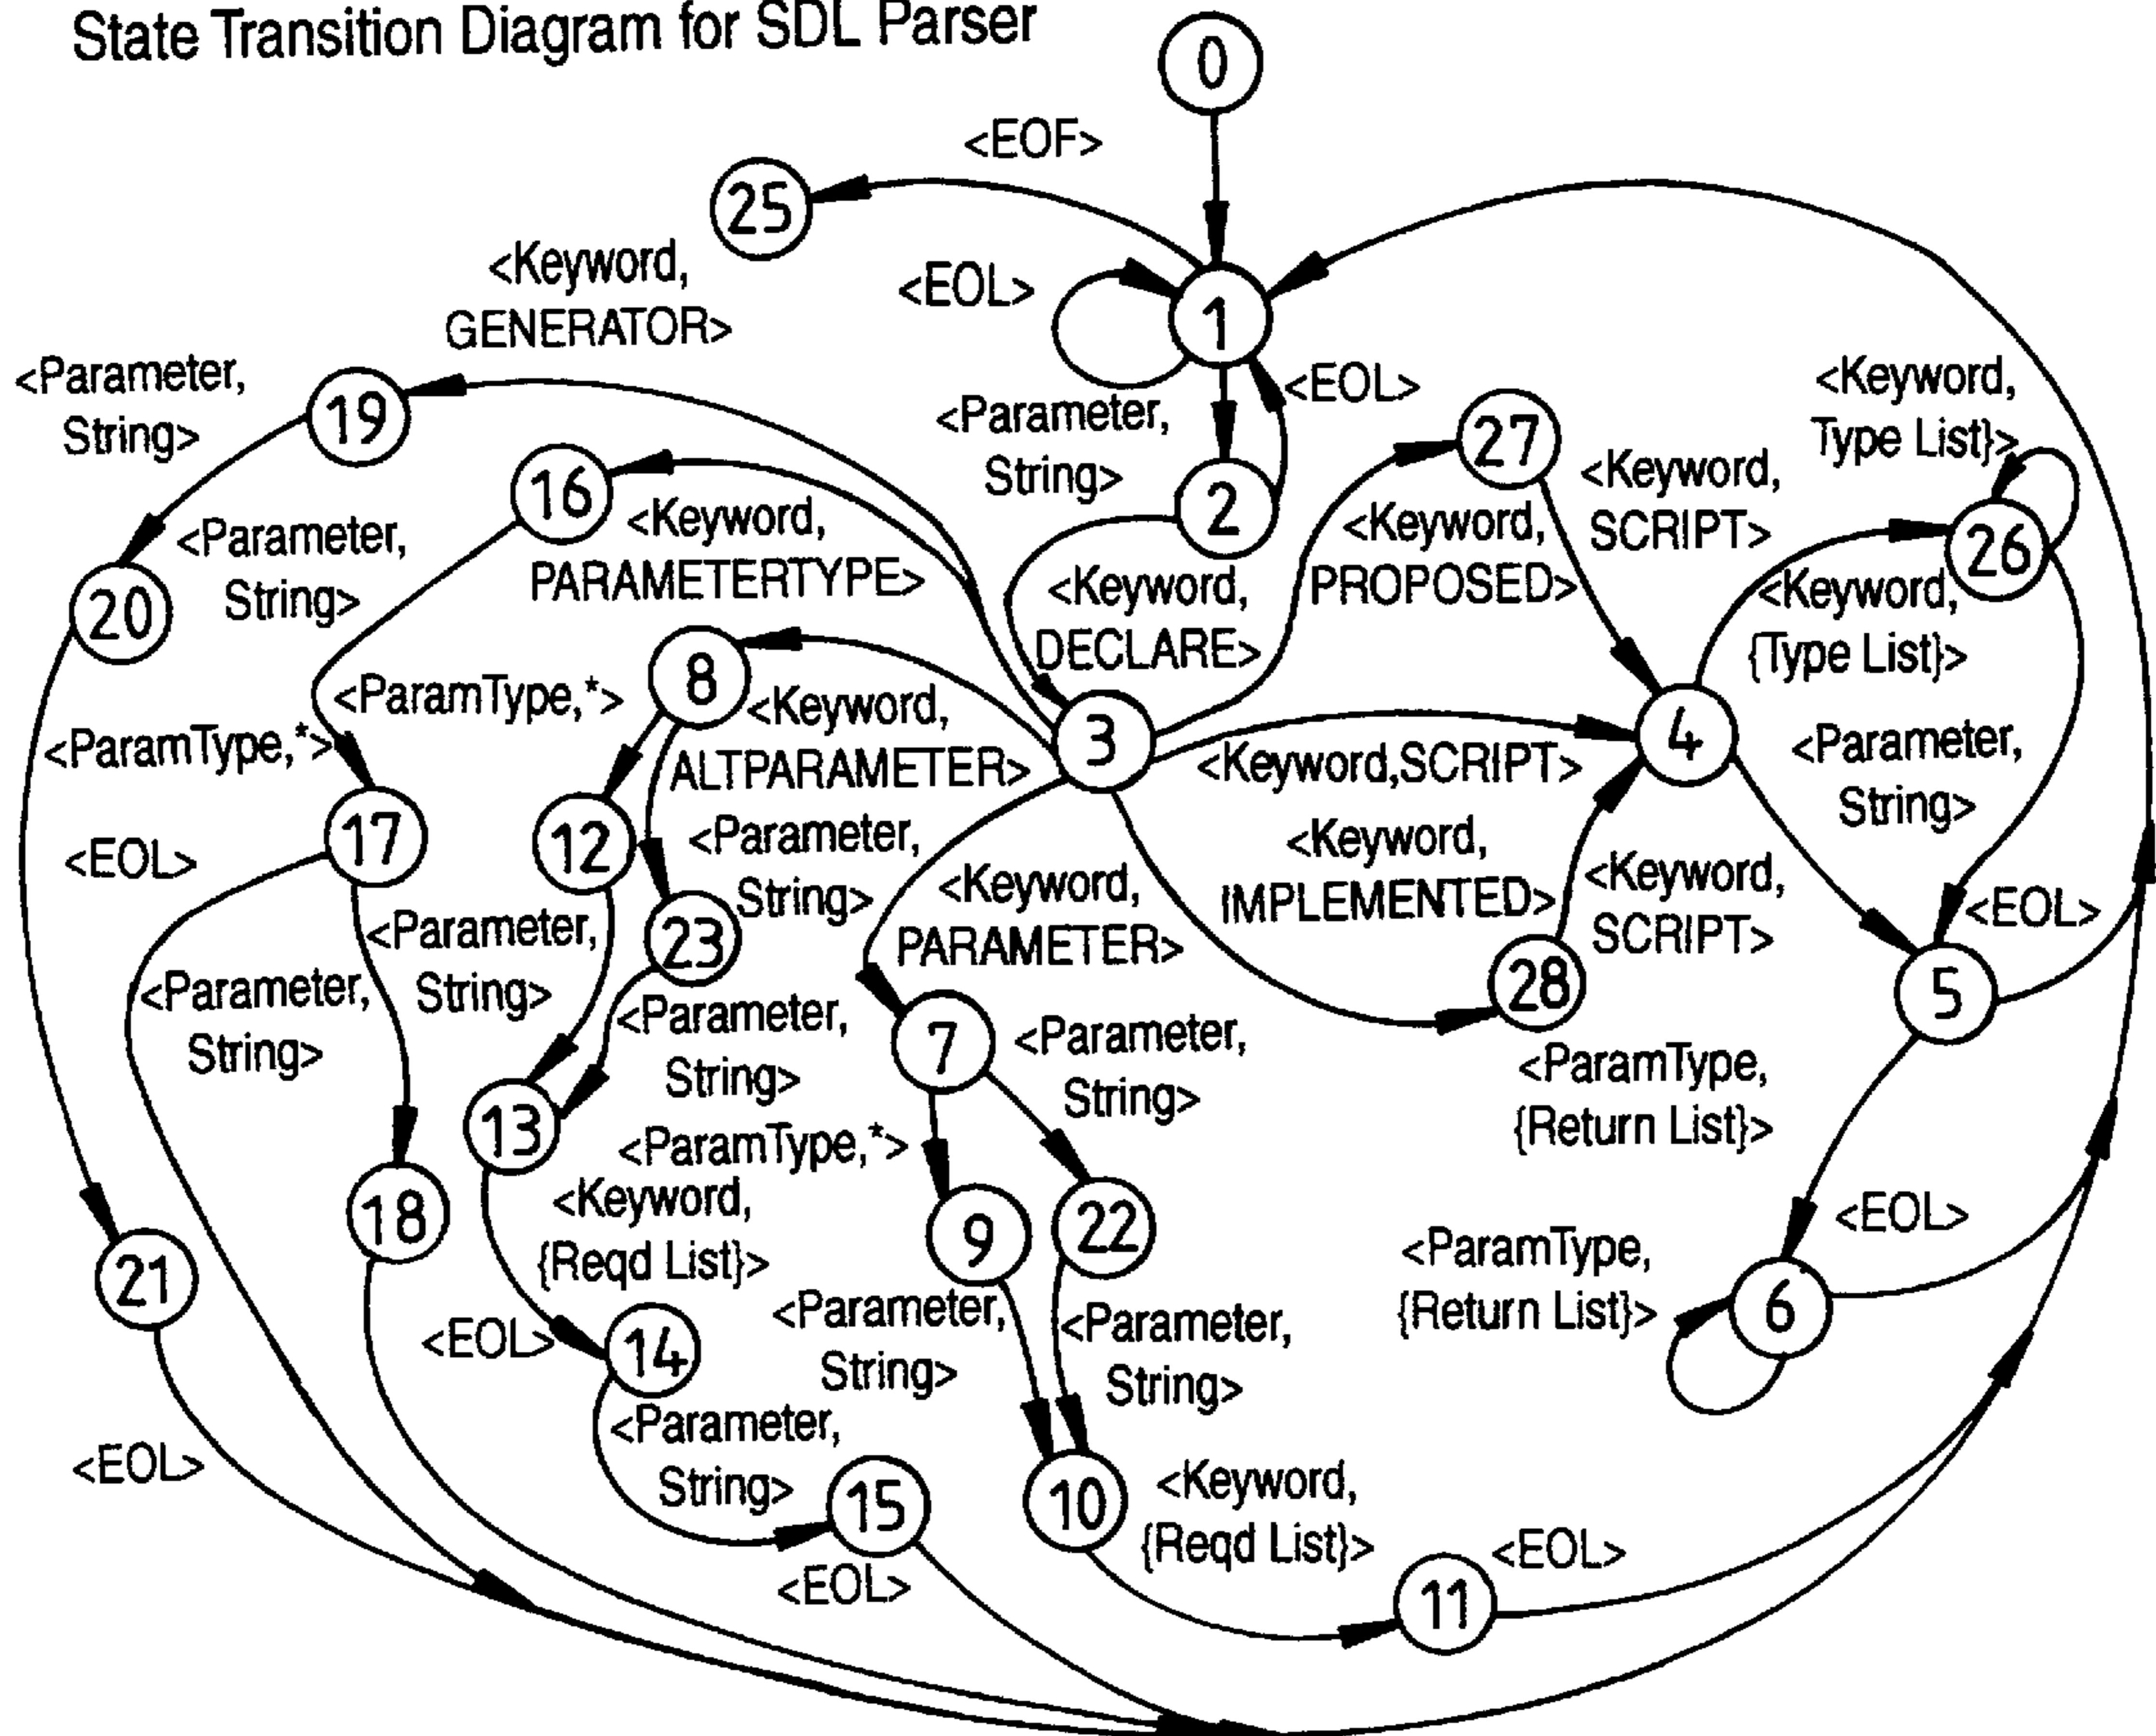 State Transition Diagram for SDL Parser
0
<EOF>
25
<Keyword,
GENERATOR>
<EOL>
1
<Parameter,
String>
19
<EOL>
<Parameter,
String>
2
27
<Keyword,
Type List}>
16
<Keyword,
PARAMETERTYPE>
<Keyword,
DECLARE>
<Keyword,
PROPOSED>
<Keyword,
SCRIPT>
26
<Parameter,
String>
20
<Keyword,
{Type List}>
8
<ParamType,*>
<Keyword,
ALTPARAMETER>
3
<Keyword,SCRIPT>
4
<Parameter,
String>
<ParamType,*>
17
12
<Parameter,
String>
<EOL>
<Keyword,
IMPLEMENTED>
<Keyword,
SCRIPT>
<Keyword,
PARAMETER>
<EOL>
<Parameter,
String>
23
<Parameter,
String>
28
5
<Parameter,
String>
7
<Parameter,
String>
<ParamType,
{Return List}>
13
<ParamType,*>
<Keyword,
{Reqd List}>
18
9
22
<EOL>
21
<ParamType,
{Return List}>
6
<EOL>
14
<Parameter,
String>
<Parameter,
String>
<Parameter,
String>
<EOL>
15
10
<Keyword,
{Reqd List}>
<EOL>
11
<EOL>